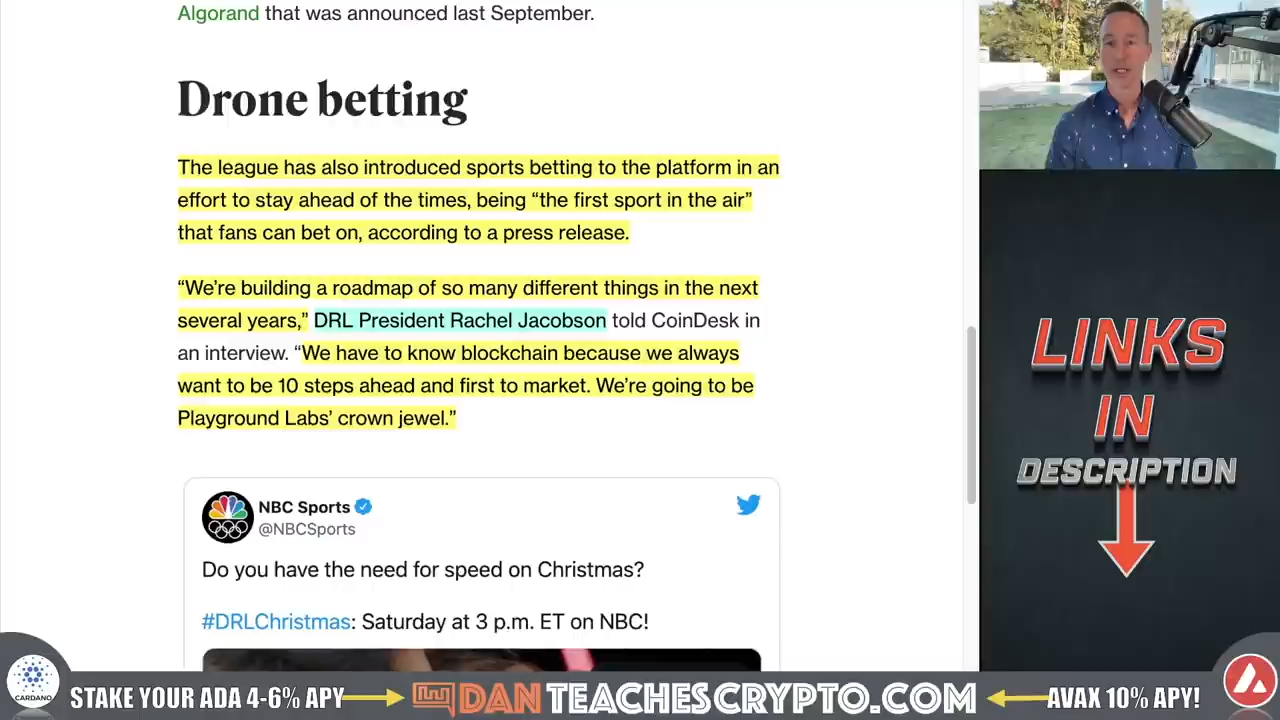 Algorand that was announced last September.
Drone betting
The league has also introduced sports betting to the platform in an
effort to stay ahead of the times, being “the first sport in the air”
that fans can bet on, according to a press release.
“We’re building a roadmap of so many different things in the next
several years,” DRL President Rachel Jacobson told CoinDesk in
an interview. “We have to know blockchain because we always
want to be 10 steps ahead and first to market. We’re going to be
Playground Labs’ crown jewel.”
NBC Sports
@NBCSports
Do you have the need for speed on Christmas?
#DRLChristmas: Saturday at 3 p.m. ET on NBC!
LINKS
IN
DESCRIPTION
CARDANO
STAKE YOUR ADA 4-6% APY
DANTEACHESCRYPTO.COM
AVAX 10% APY!